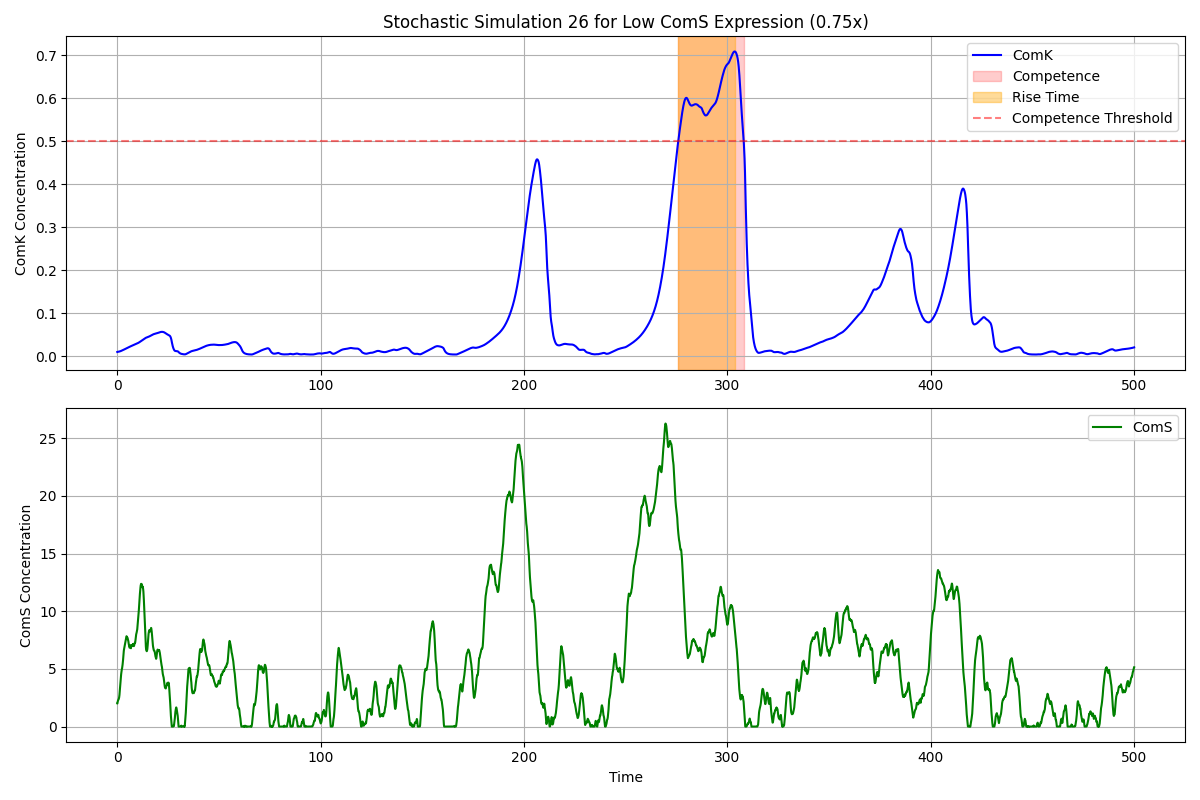 Stochastic Simulation 26 for Low ComS Expression (0.75x)
ComK Concentration
0.7
0.6
0.5
0.4
0.3
0.2
0.1
0.0
ComK
Competence
Rise Time
Competence Threshold
0 100 200 300 400 500
ComS Concentration
25
20
15
10
5
0
ComS
0 100 200 300 400 500
Time